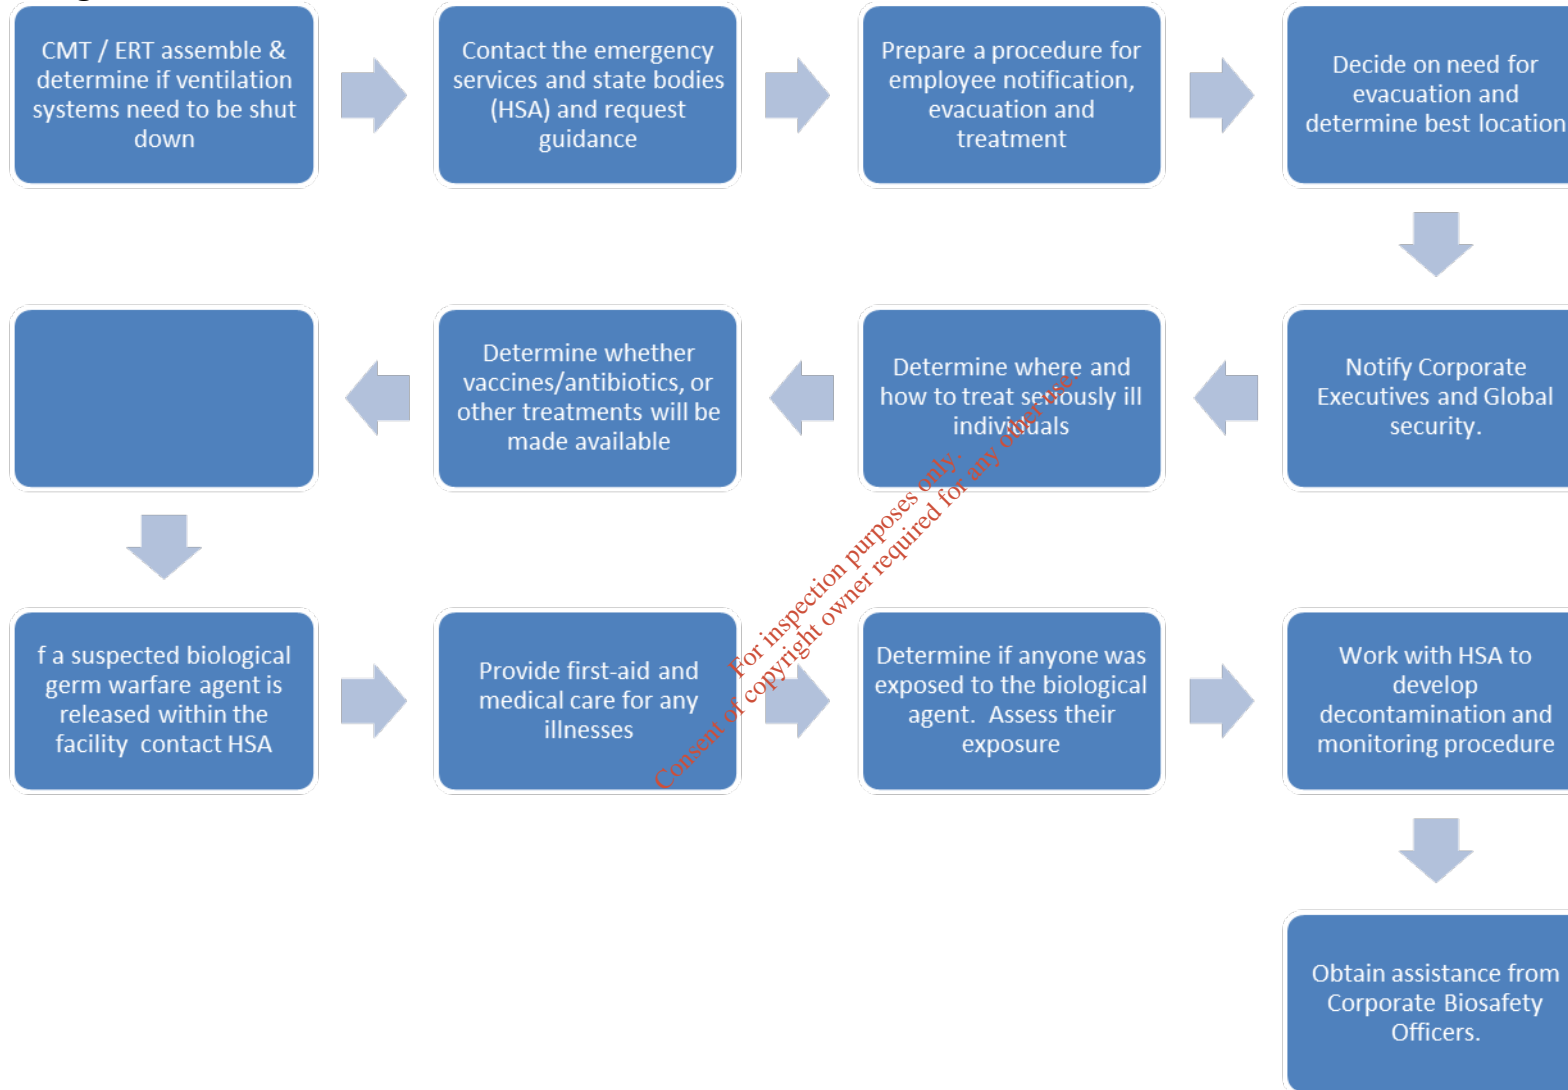 CMT / ERT assemble &
determine if ventilation
systems need to be shut
down
Contact the emergency
services and state bodies
(HSA) and request
guidance
Prepare a procedure for
employee notification,
evacuation and
treatment
Decide on need for
evacuation and
determine best location
Notify Corporate
Executives and Global
security.
Determine where and
how to treat seriously ill
individuals
Determine whether
vaccines/antibiotics, or
other treatments will be
made available
f a suspected biological
germ warfare agent is
released within the
facility contact HSA
Provide first-aid and
medical care for any
illnesses
Determine if anyone was
exposed to the biological
agent. Assess their
exposure
Work with HSA to
develop
decontamination and
monitoring procedure
Obtain assistance from
Corporate Biosafety
Officers.
For inspection purposes only.
Consent of copyright owner required for any other use.